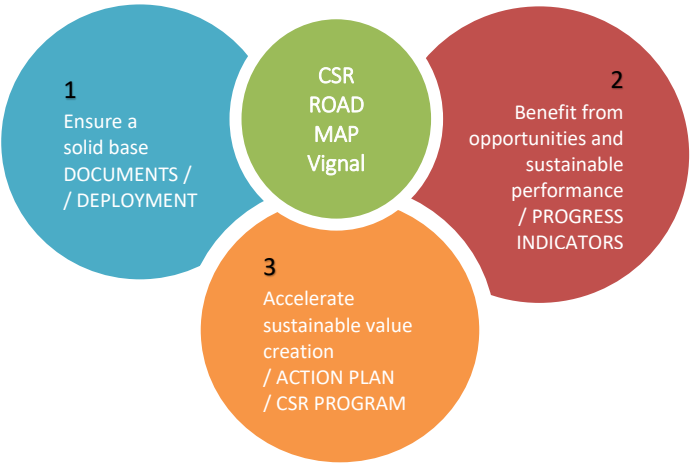 CSR
ROAD
MAP
Vignal
1
Ensure a
solid base
DOCUMENTS /
/ DEPLOYMENT
2
Benefit from
opportunities and
sustainable
performance
/ PROGRESS
INDICATORS
3
Accelerate
sustainable value
creation
/ ACTION PLAN
/ CSR PROGRAM